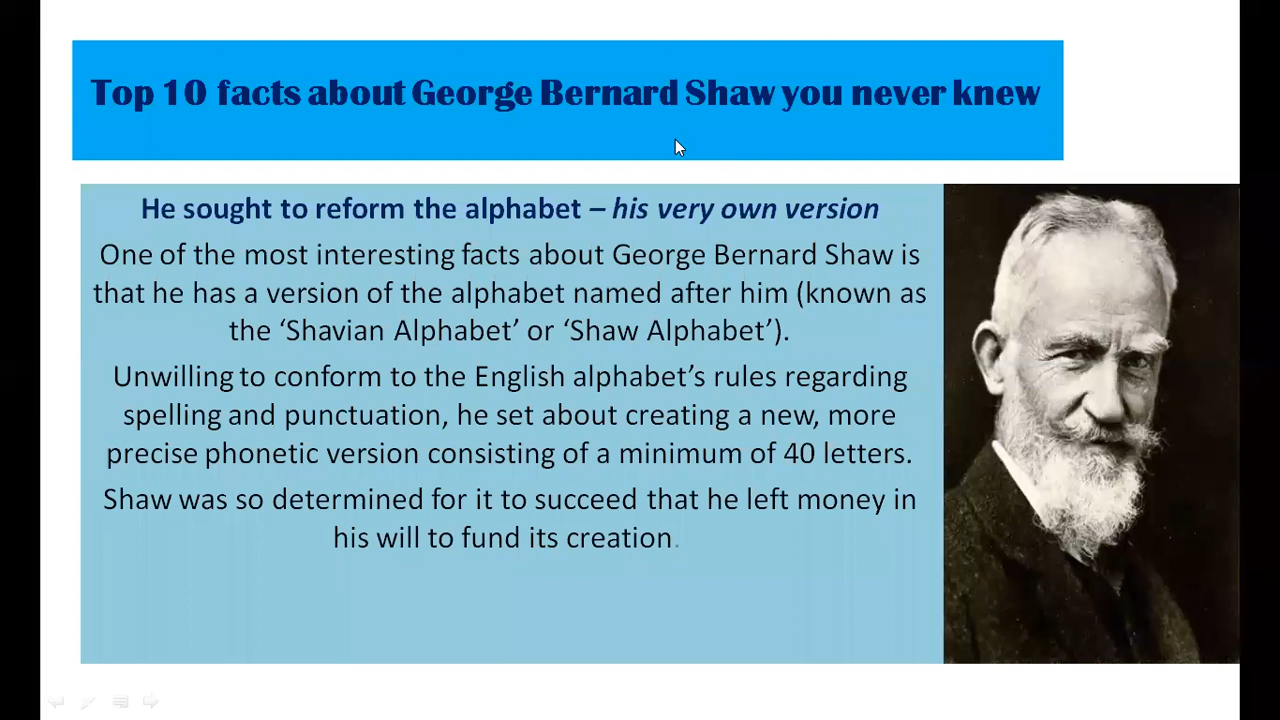 Top 10 facts about George Bernard Shaw you never knew
He sought to reform the alphabet – his very own version
One of the most interesting facts about George Bernard Shaw is
that he has a version of the alphabet named after him (known as
the ‘Shavian Alphabet’ or ‘Shaw Alphabet’).
Unwilling to conform to the English alphabet’s rules regarding
spelling and punctuation, he set about creating a new, more
precise phonetic version consisting of a minimum of 40 letters.
Shaw was so determined for it to succeed that he left money in
his will to fund its creation.